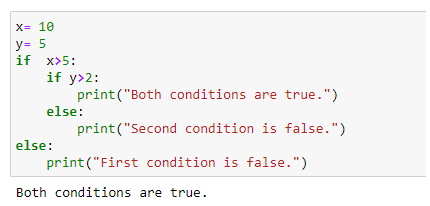 x= 10
y= 5
if  x>5:
    if y>2:
        print("Both conditions are true.")
    else:
        print("Second condition is false.")
else:
    print("First condition is false.")
Both conditions are true.